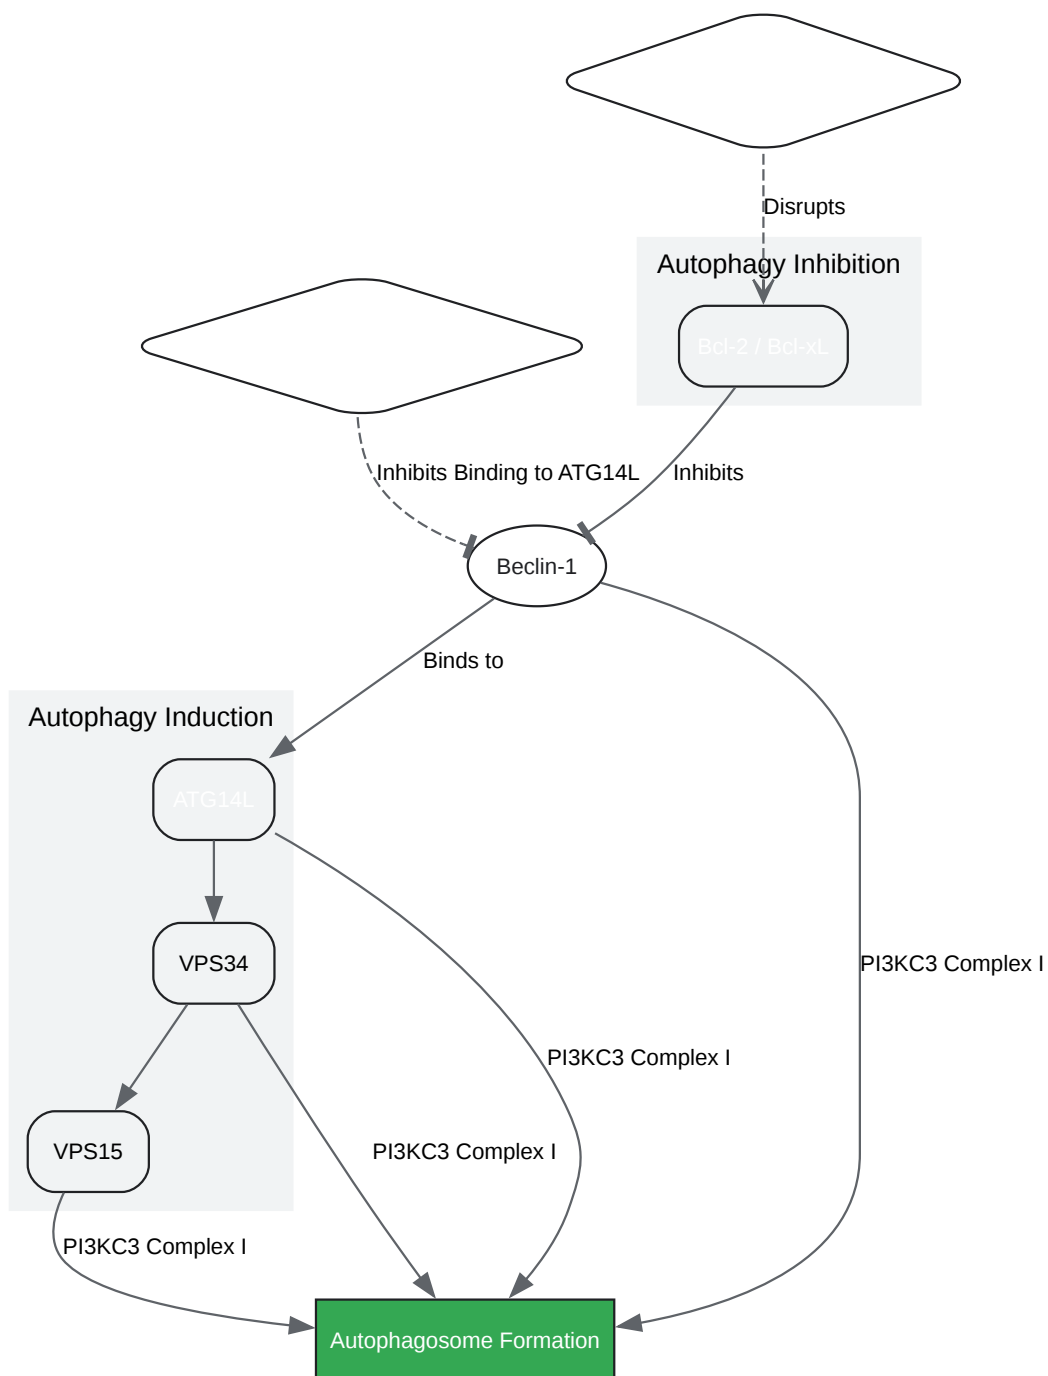 Disrupts
Autophagy Inhibition
Bcl-2 / Bcl-xL
Inhibits Binding to ATG14L
Inhibits
Beclin-1
Binds to
Autophagy Induction
ATG14L
VPS34
PI3KC3 Complex I
PI3KC3 Complex I
VPS15
PI3KC3 Complex I
PI3KC3 Complex I
Autophagosome Formation